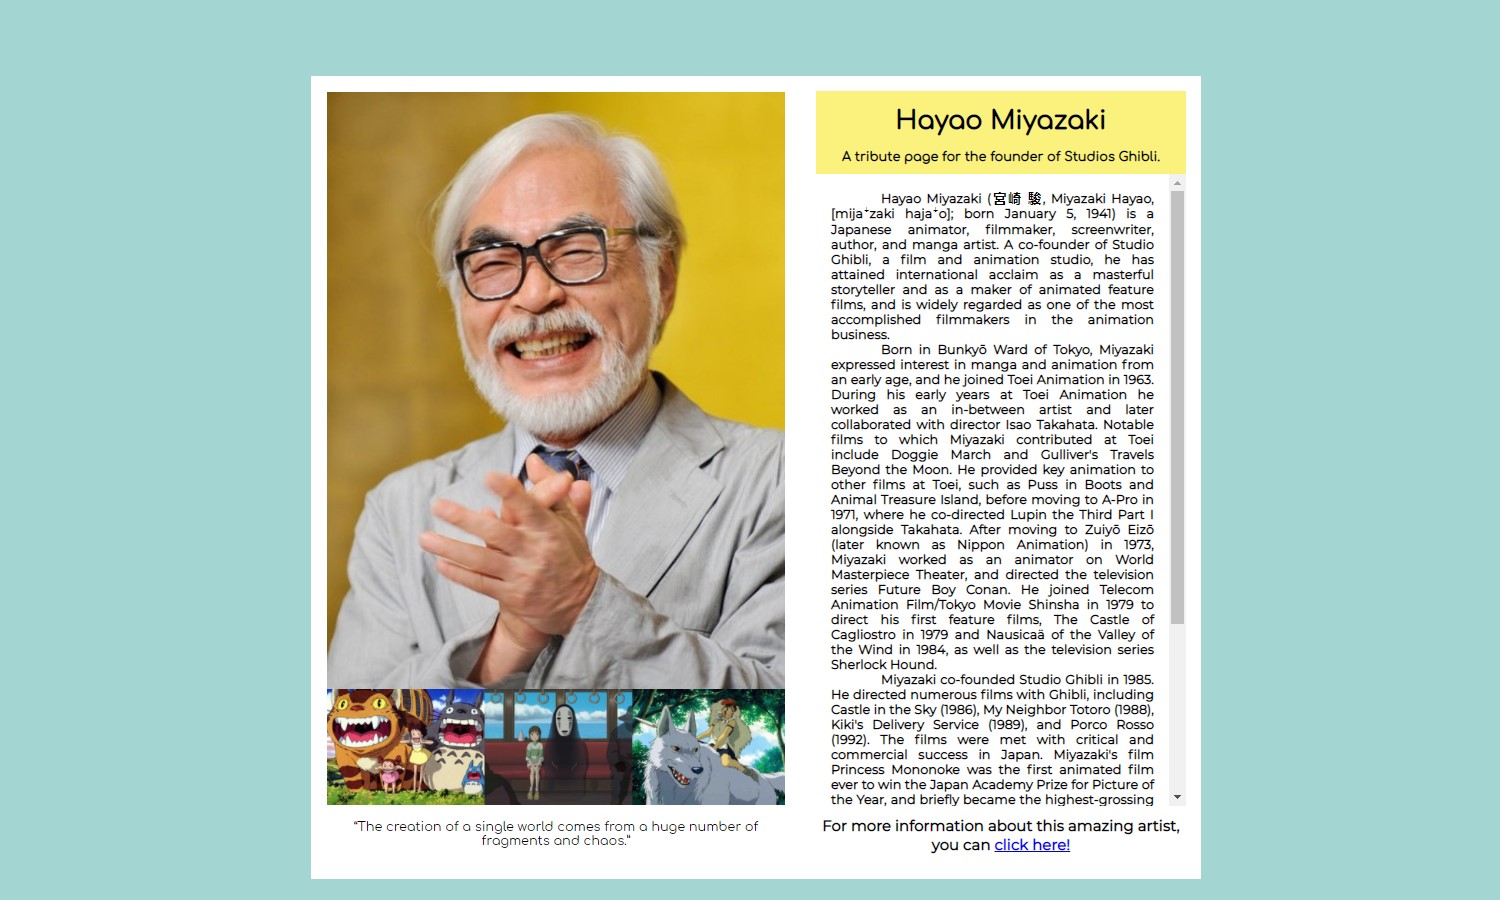 Hayao Miyazaki
A tribute page for the founder of Studios Ghibli.
Hayao Miyazaki (宮崎 駿, Miyazaki Hayao,
[mijaꜜzaki hajaꜜo]; born January 5, 1941) is a
Japanese animator, filmmaker, screenwriter,
author, and manga artist. A co-founder of Studio
Ghibli, a film and animation studio, he has
attained international acclaim as a masterful
storyteller and as a maker of animated feature
films, and is widely regarded as one of the most
accomplished filmmakers in the animation
business.
Born in Bunkyō Ward of Tokyo, Miyazaki
expressed interest in manga and animation from
an early age, and he joined Toei Animation in 1963.
During his early years at Toei Animation he
worked as an in-between artist and later
collaborated with director Isao Takahata. Notable
films to which Miyazaki contributed at Toei
include Doggie March and Gulliver's Travels
Beyond the Moon. He provided key animation to
other films at Toei, such as Puss in Boots and
Animal Treasure Island, before moving to A-Pro in
1971, where he co-directed Lupin the Third Part I
alongside Takahata. After moving to Zuiyō Eizō
(later known as Nippon Animation) in 1973,
Miyazaki worked as an animator on World
Masterpiece Theater, and directed the television
series Future Boy Conan. He joined Telecom
Animation Film/Tokyo Movie Shinsha in 1979 to
direct his first feature films, The Castle of
Cagliostro in 1979 and Nausicaä of the Valley of
the Wind in 1984, as well as the television series
Sherlock Hound.
Miyazaki co-founded Studio Ghibli in 1985.
He directed numerous films with Ghibli, including
Castle in the Sky (1986), My Neighbor Totoro (1988),
Kiki's Delivery Service (1989), and Porco Rosso
(1992). The films were met with critical and
commercial success in Japan. Miyazaki's film
Princess Mononoke was the first animated film
ever to win the Japan Academy Prize for Picture of
the Year, and briefly became the highest-grossing
“The creation of a single world comes from a huge number of
fragments and chaos.”
For more information about this amazing artist,
you can click here!